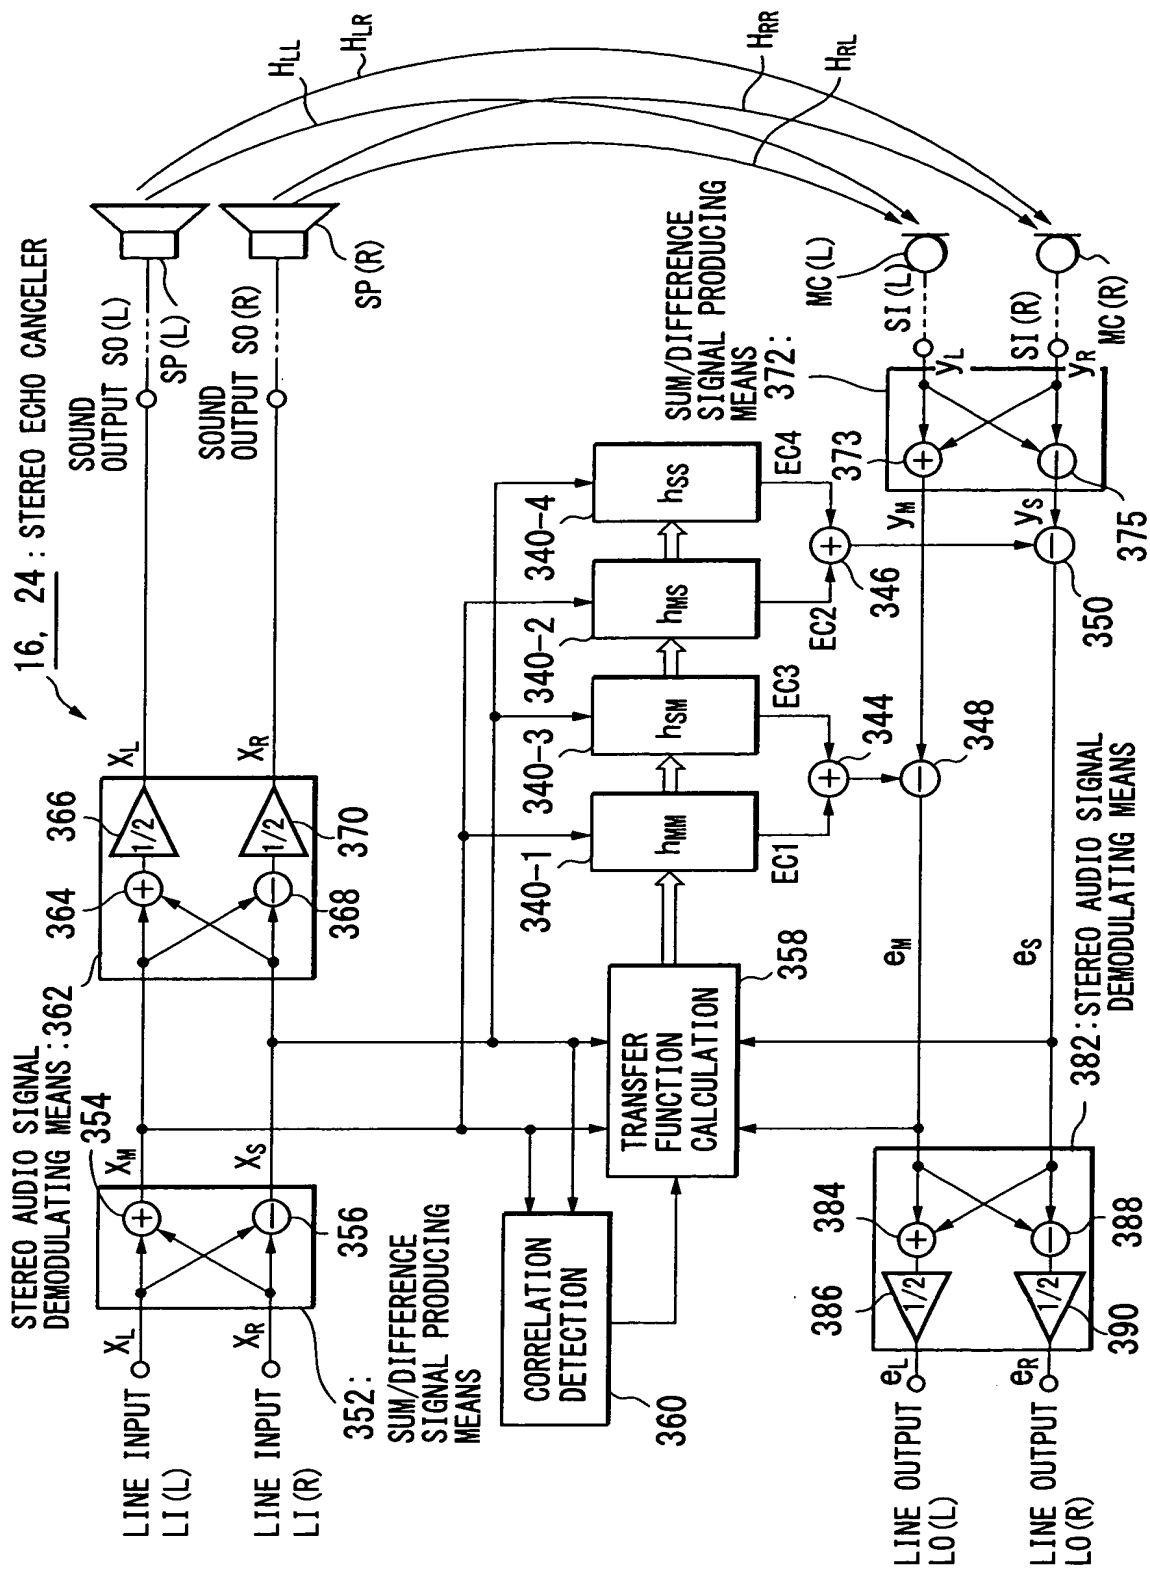 16, 24 : STEREO ECHO CANCELER
STEREO AUDIO SIGNAL
DEMODULATING MEANS : 362
LINE INPUT
LI(L)
LINE INPUT
LI(R)
XL
XR
354
356
352:
SUM/DIFFERENCE
SIGNAL PRODUCING
MEANS
XM
XS
364
366
368
370
1/2
1/2
XL
XR
SOUND
OUTPUT SO(L)
SOUND
OUTPUT SO(R)
SP(L)
SP(R)
HLL
HLR
HRR
HRL
CORRELATION
DETECTION
360
TRANSFER
FUNCTION
CALCULATION
358
340-1
340-3
340-2
340-4
hMM
hSM
hMS
hSS
EC1
EC3
EC2
EC4
344
346
348
350
SUM/DIFFERENCE
SIGNAL PRODUCING
MEANS
372:
373
375
yM
yS
yL
yR
SI(L)
SI(R)
MC(L)
MC(R)
eM
eS
382:STEREO AUDIO SIGNAL
DEMODULATING MEANS
384
386
388
390
1/2
1/2
eL
eR
LINE OUTPUT
LO(L)
LINE OUTPUT
LO(R)